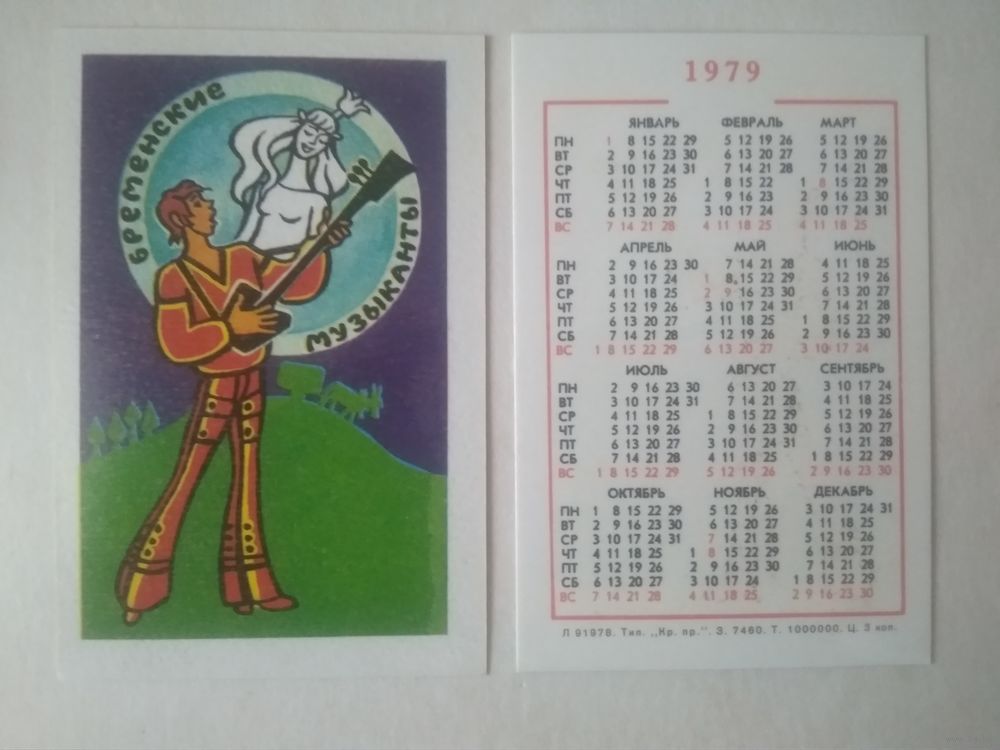 бременские
музыканты
1979
ЯНВАРЬ ФЕВРАЛЬ МАРТ
ПН 1 8 15 22 29 5 12 19 26 5 12 19 26
ВТ 2 9 16 23 30 6 13 20 27 6 13 20 27
СР 3 10 17 24 31 7 14 21 28 7 14 21 28
ЧТ 4 11 18 25 1 8 15 22 1 8 15 22 29
ПТ 5 12 19 26 2 9 16 23 2 9 16 23 30
СБ 6 13 20 27 3 10 17 24 3 10 17 24 31
ВС 7 14 21 28 4 11 18 25 4 11 18 25
АПРЕЛЬ МАЙ ИЮНЬ
ПН 2 9 16 23 30 7 14 21 28 4 11 18 25
ВТ 3 10 17 24 1 8 15 22 29 5 12 19 26
СР 4 11 18 25 2 9 16 23 30 6 13 20 27
ЧТ 5 12 19 26 3 10 17 24 31 7 14 21 28
ПТ 6 13 20 27 4 11 18 25 1 8 15 22 29
СБ 7 14 21 28 5 12 19 26 2 9 16 23 30
ВС 1 8 15 22 29 6 13 20 27 3 10 17 24
ИЮЛЬ АВГУСТ СЕНТЯБРЬ
ПН 2 9 16 23 30 6 13 20 27 3 10 17 24
ВТ 3 10 17 24 31 7 14 21 28 4 11 18 25
СР 4 11 18 25 1 8 15 22 29 5 12 19 26
ЧТ 5 12 19 26 2 9 16 23 30 6 13 20 27
ПТ 6 13 20 27 3 10 17 24 31 7 14 21 28
СБ 7 14 21 28 4 11 18 25 1 8 15 22 29
ВС 1 8 15 22 29 5 12 19 26 2 9 16 23 30
ОКТЯБРЬ НОЯБРЬ ДЕКАБРЬ
ПН 1 8 15 22 29 5 12 19 26 3 10 17 24 31
ВТ 2 9 16 23 30 6 13 20 27 4 11 18 25
СР 3 10 17 24 31 7 14 21 28 5 12 19 26
ЧТ 4 11 18 25 1 8 15 22 29 6 13 20 27
ПТ 5 12 19 26 2 9 16 23 30 7 14 21 28
СБ 6 13 20 27 3 10 17 24 1 8 15 22 29
ВС 7 14 21 28 4 11 18 25 2 9 16 23 30
Л 91978. Тип. „Кр. пр.". З. 7460. Т. 1000000. Ц. 3 коп.